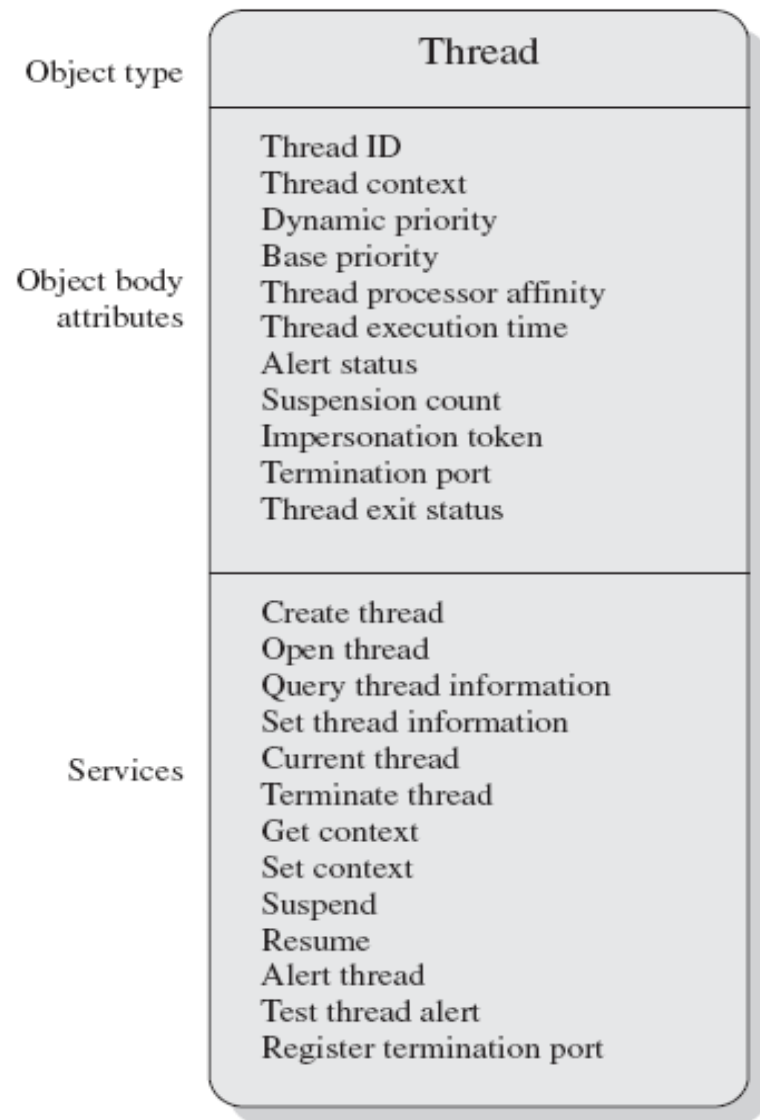 Object type
Thread
Object body
attributes
Thread ID
Thread context
Dynamic priority
Base priority
Thread processor affinity
Thread execution time
Alert status
Suspension count
Impersonation token
Termination port
Thread exit status
Services
Create thread
Open thread
Query thread information
Set thread information
Current thread
Terminate thread
Get context
Set context
Suspend
Resume
Alert thread
Test thread alert
Register termination port